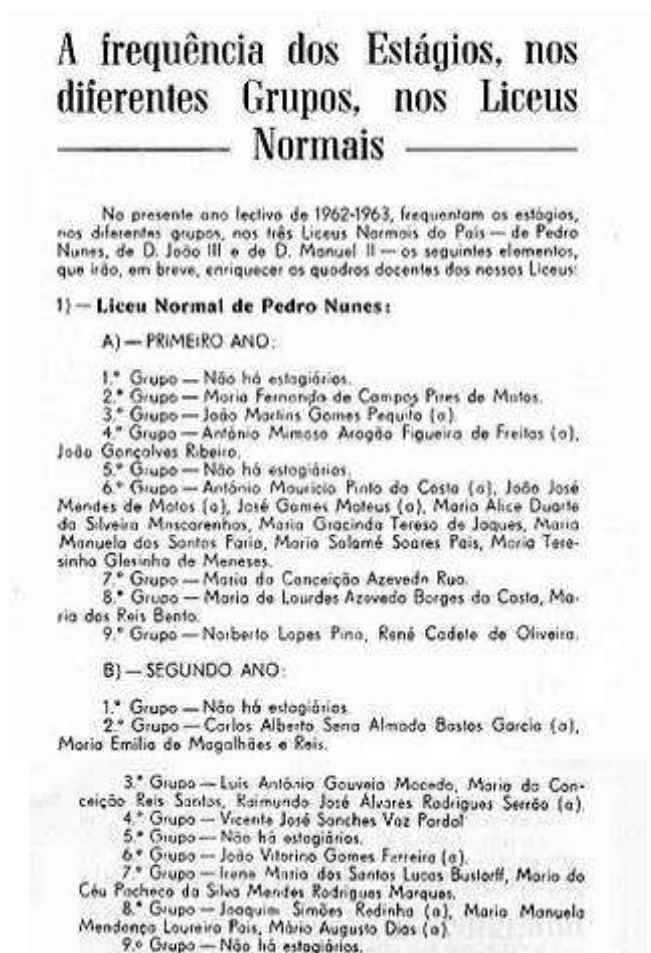 A frequência dos Estágios, nos
diferentes Grupos, nos Liceus
Normais
No presente ano lectivo de 1962-1963, frequentam os estágios,
nos diferentes grupos, nos três Liceus Normais do País — de Pedro
Nunes, de D. João III e de D. Manuel II — os seguintes elementos,
que irão, em breve, enriquecer os quadros docentes dos nossos Liceus:
1) — Liceu Normal de Pedro Nunes:
A) — PRIMEIRO ANO:
1.º Grupo — Não há estagiários.
2.º Grupo — Maria Fernanda de Campos Pires de Matos.
3.º Grupo — João Martins Gomes Pequito (a).
4.º Grupo — António Mimoso Aragão Figueira de Freitas (a),
João Gonçalves Ribeiro.
5.º Grupo — Não há estagiários.
6.º Grupo — António Maurício Pinto da Costa (a), João José
Mendes de Matos (a), José Gomes Mateus (a), Maria Alice Duarte
da Silveira Mascarenhas, Maria Gracinda Tereso de Jaques, Maria
Manuela dos Santos Faria, Maria Salomé Soares Pais, Maria Tere-
sinha Glesinha de Meneses.
7.º Grupo — Maria da Conceição Azevedo Rua.
8.º Grupo — Maria de Lourdes Azevedo Borges da Costa, Ma-
ria dos Reis Bento.
9.º Grupo — Norberto Lopes Pina, René Cadete de Oliveira.
B) — SEGUNDO ANO:
1.º Grupo — Não há estagiários.
2.º Grupo — Carlos Alberto Sena Almada Bastos Garcia (a),
Maria Emília de Magalhães e Reis.
3.º Grupo — Luís António Gouveia Macedo, Maria da Con-
ceição Reis Santos, Raimundo José Álvares Rodrigues Serrão (a).
4.º Grupo — Vicente José Sanches Vaz Pardal
5.º Grupo — Não há estagiários.
6.º Grupo — João Vitorino Gomes Ferreira (a).
7.º Grupo — Irene Maria dos Santos Lucas Bustorff, Maria do
Céu Pacheco da Silva Mendes Rodrigues Marques.
8.º Grupo — Joaquim Simões Redinha (a), Maria Manuela
Mendonça Loureiro Pais, Mário Augusto Dias (a).
9.º Grupo — Não há estagiários.